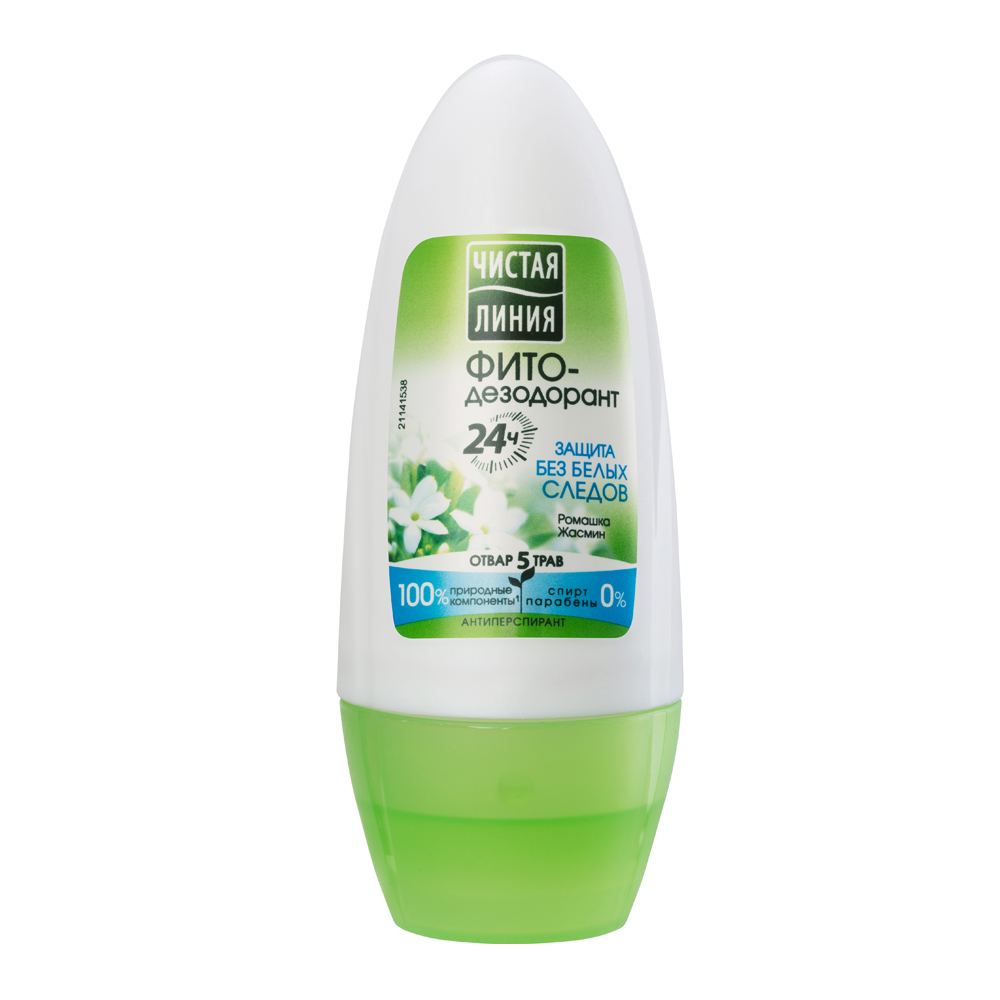 ЧИСТАЯ
ЛИНИЯ
ФИТО-
дезодорант
24ч
ЗАЩИТА
БЕЗ БЕЛЫХ
СЛЕДОВ
Ромашка
Жасмин
ОТВАР 5 ТРАВ
100% природные компоненты¹
спирт парабены 0%
АНТИПЕРСПИРАНТ
21141538